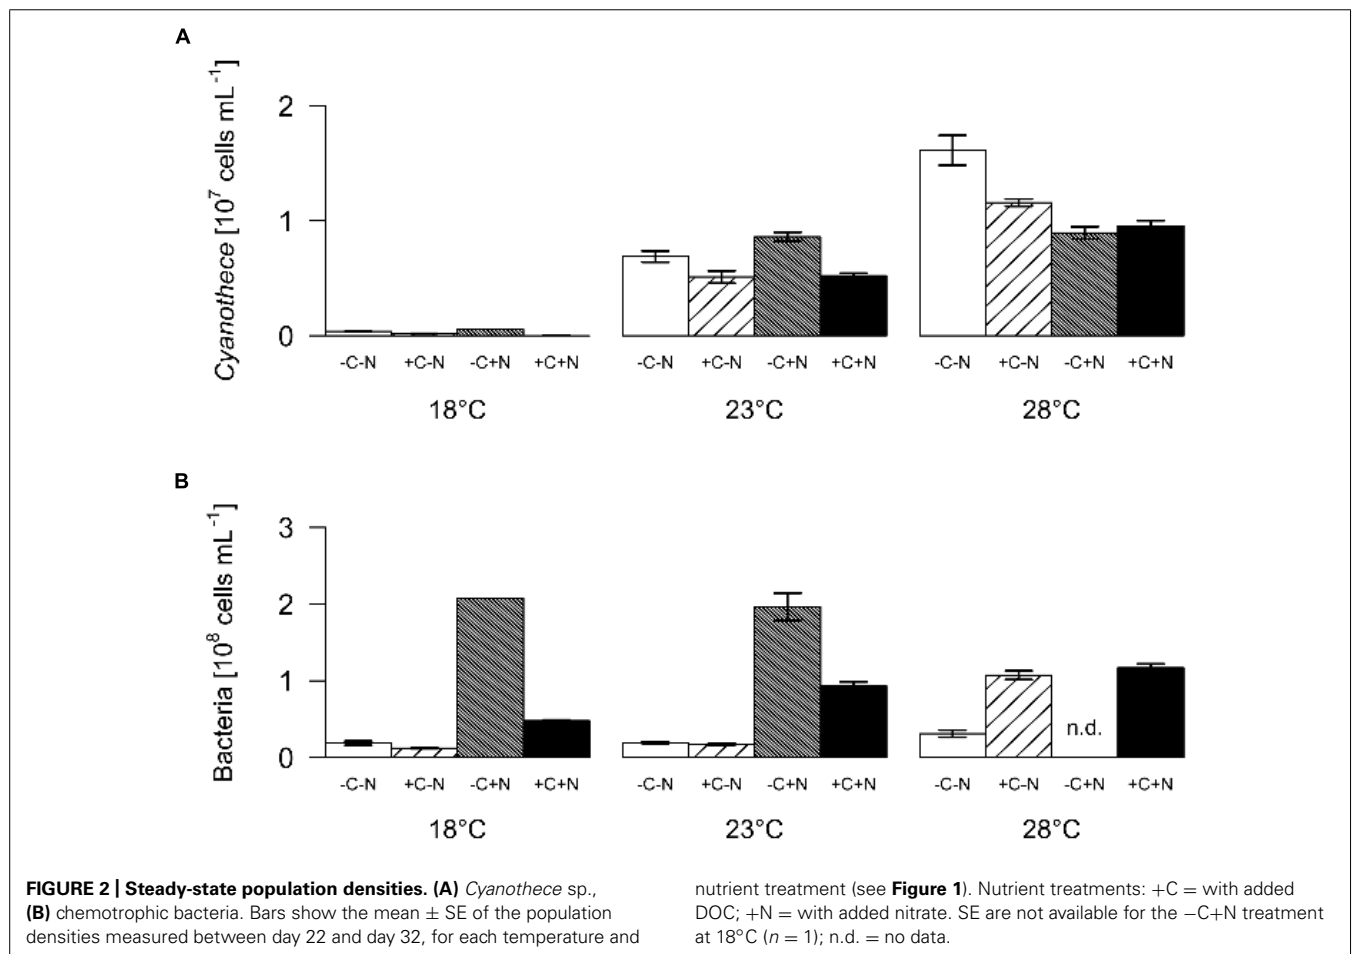 A
Cyanothece [10⁷ cells mL⁻¹]
2
1
0
-C-N +C-N -C+N +C+N -C-N +C-N -C+N +C+N -C-N +C-N -C+N +C+N
18°C 23°C 28°C
B
Bacteria [10⁸ cells mL⁻¹]
3
2
1
0
n.d.
-C-N +C-N -C+N +C+N -C-N +C-N -C+N +C+N -C-N +C-N -C+N +C+N
18°C 23°C 28°C
FIGURE 2 | Steady-state population densities. (A) Cyanothece sp.,
(B) chemotrophic bacteria. Bars show the mean ± SE of the population
densities measured between day 22 and day 32, for each temperature and
nutrient treatment (see Figure 1). Nutrient treatments: +C = with added
DOC; +N = with added nitrate. SE are not available for the −C+N treatment
at 18°C (n = 1); n.d. = no data.